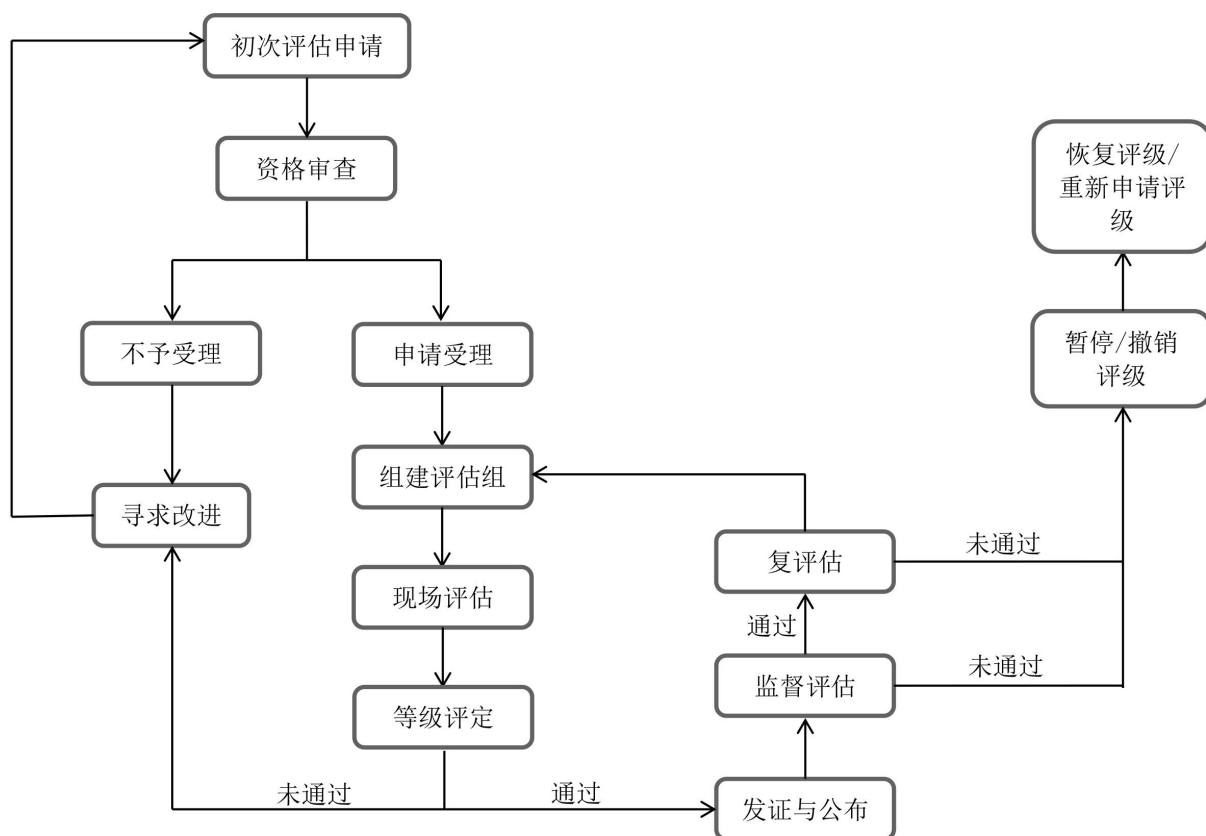 初次评估申请
资格审查
恢复评级/
重新申请评
级
不予受理
申请受理
暂停/撤销
评级
组建评估组
寻求改进
复评估
未通过
现场评估
通过
监督评估
未通过
等级评定
未通过
通过
发证与公布